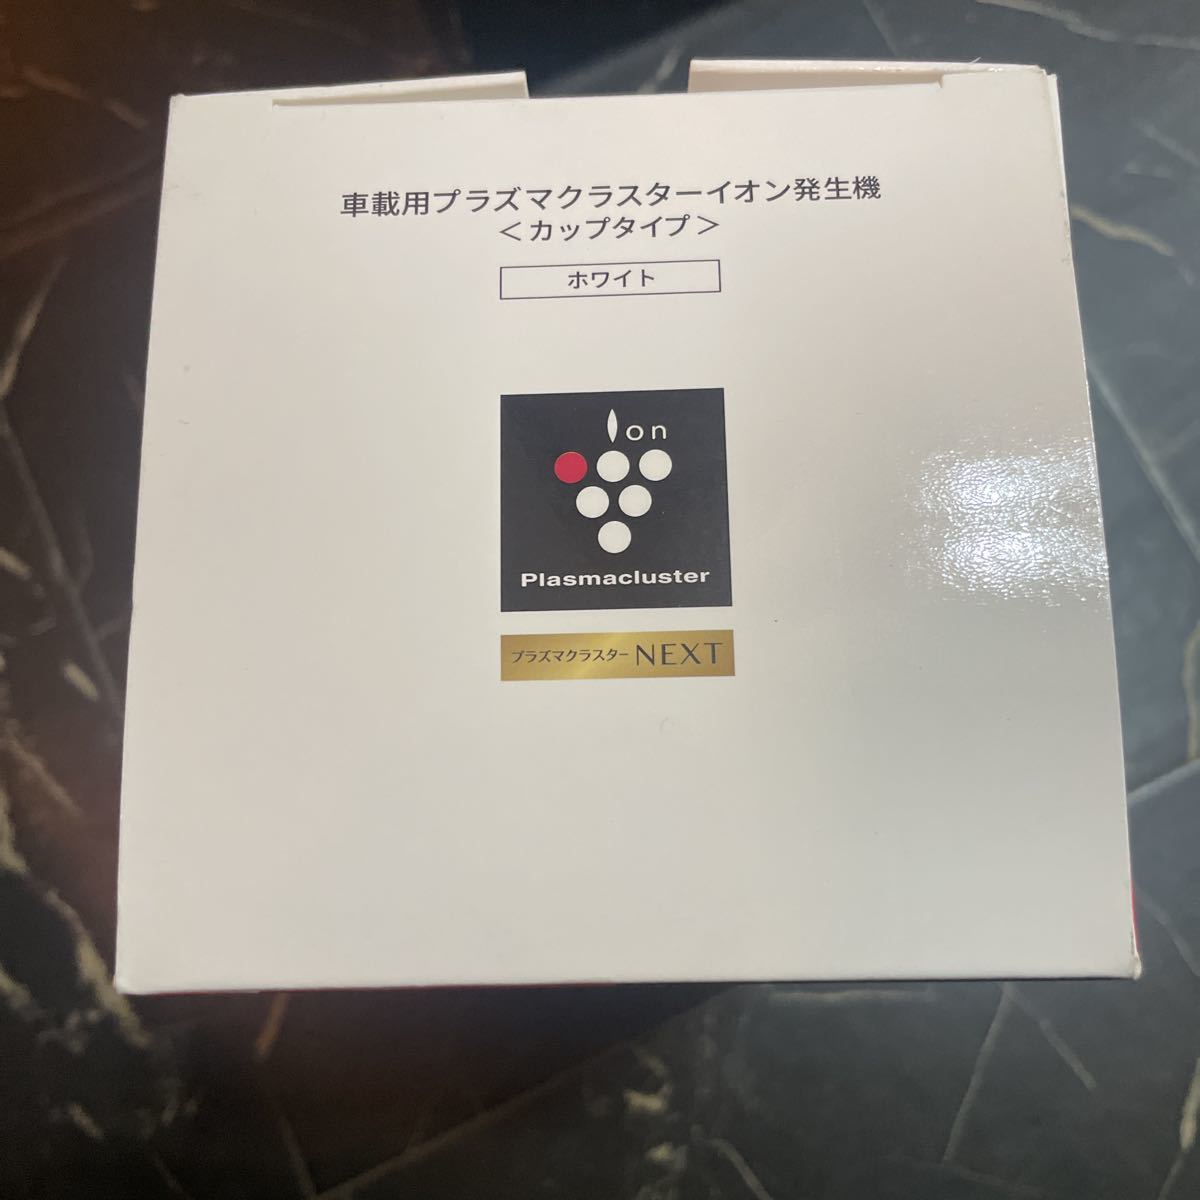 車載用プラズマクラスターイオン発生機
＜カップタイプ＞
ホワイト
Ion
Plasmacluster
プラズマクラスター NEXT